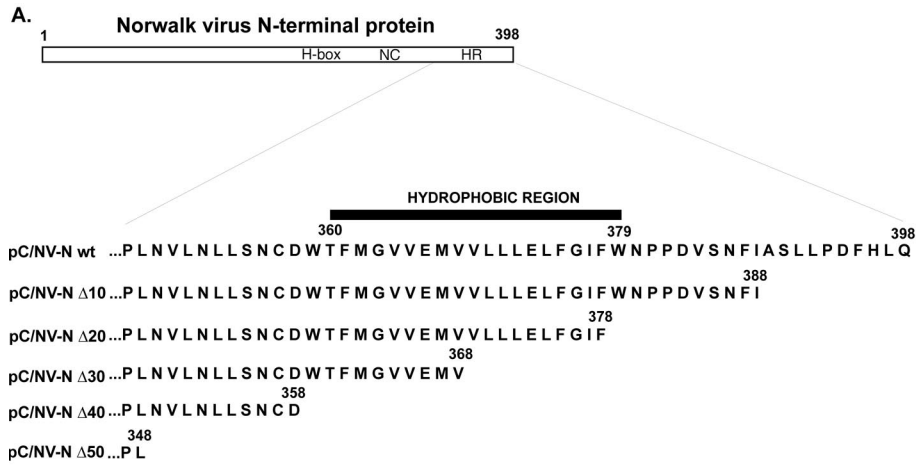 A.
Norwalk virus N-terminal protein
1 398
H-box NC HR
HYDROPHOBIC REGION
360 379 398
pC/NV-N wt ...P L N V L N L L S N C D W T F M G V V E M V V L L L E L F G I F W N P P D V S N F I A S L L P D F H L Q
388
pC/NV-N Δ10 ...P L N V L N L L S N C D W T F M G V V E M V V L L L E L F G I F W N P P D V S N F I
378
pC/NV-N Δ20 ...P L N V L N L L S N C D W T F M G V V E M V V L L L E L F G I F
368
pC/NV-N Δ30 ...P L N V L N L L S N C D W T F M G V V E M V
358
pC/NV-N Δ40 ...P L N V L N L L S N C D
348
pC/NV-N Δ50 ...P L